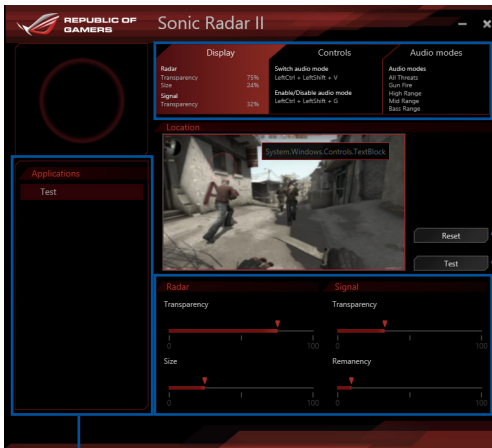 REPUBLIC OF
GAMERS
Sonic Radar II
Display
Controls
Audio modes
Radar
Transparency 75%
Size 24%
Signal
Transparency 32%
Switch audio mode
LeftCtrl + LeftShift + V
Enable/Disable audio mode
LeftCtrl + LeftShift + G
Audio modes
All Threats
Gun Fire
High Range
Mid Range
Bass Range
Location
System.Windows.Controls.TextBlock
Applications
Test
Reset
Test
Radar
Signal
Transparency
Transparency
0 100
0 100
Size
Remanency
0 100
0 100